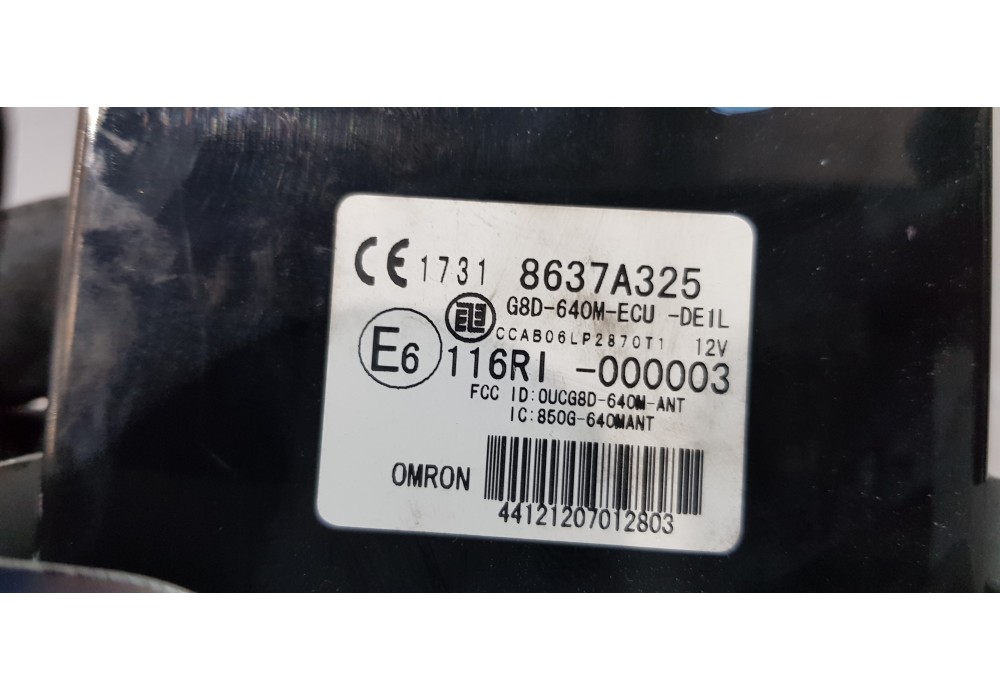 CE 1731 8637A325
G8D-640M-ECU -DE1L
CCAB06LP2870T1 12V
E6 116RI -000003
FCC ID:OUCG8D-640M-ANT
IC:850G-640MANT
OMRON
44121207012803